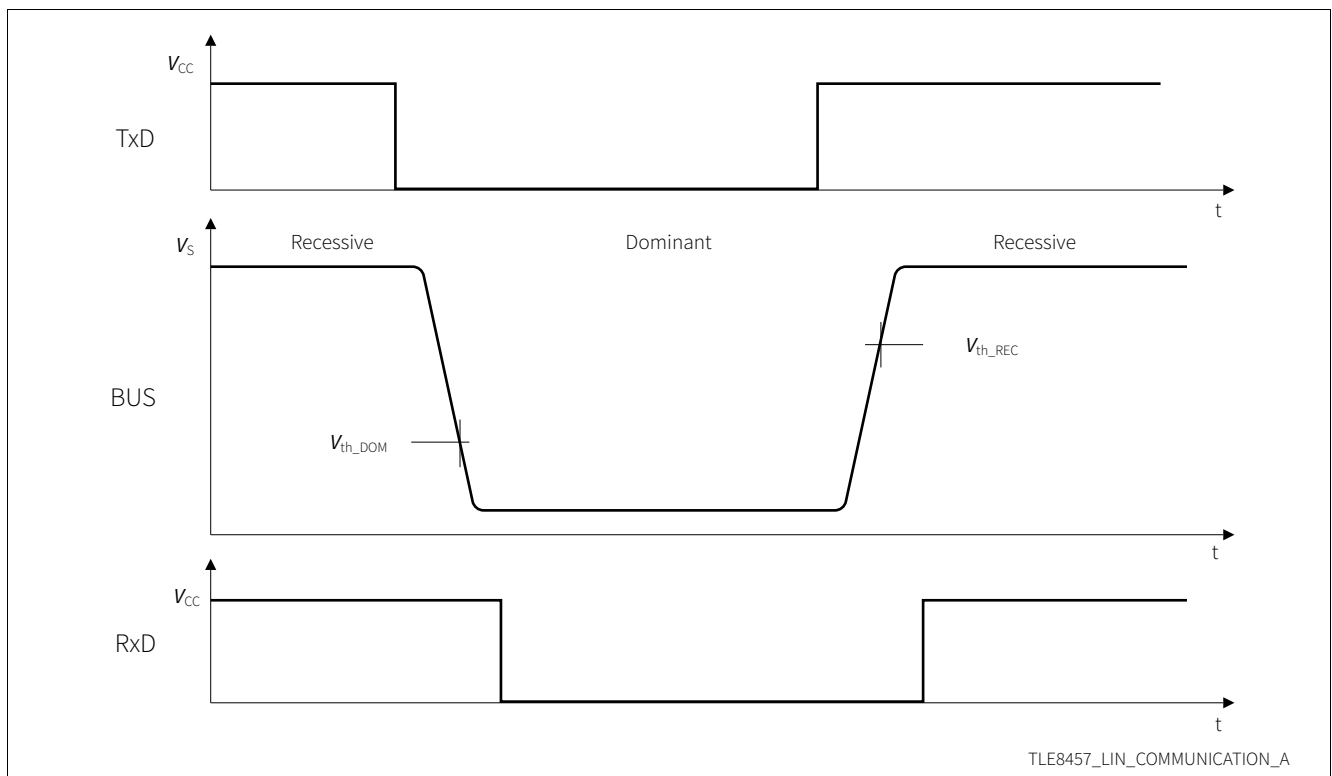 VCC
TxD
t
VS
Recessive Dominant Recessive
Vth_REC
BUS
Vth_DOM
t
VCC
RxD
t
TLE8457_LIN_COMMUNICATION_A